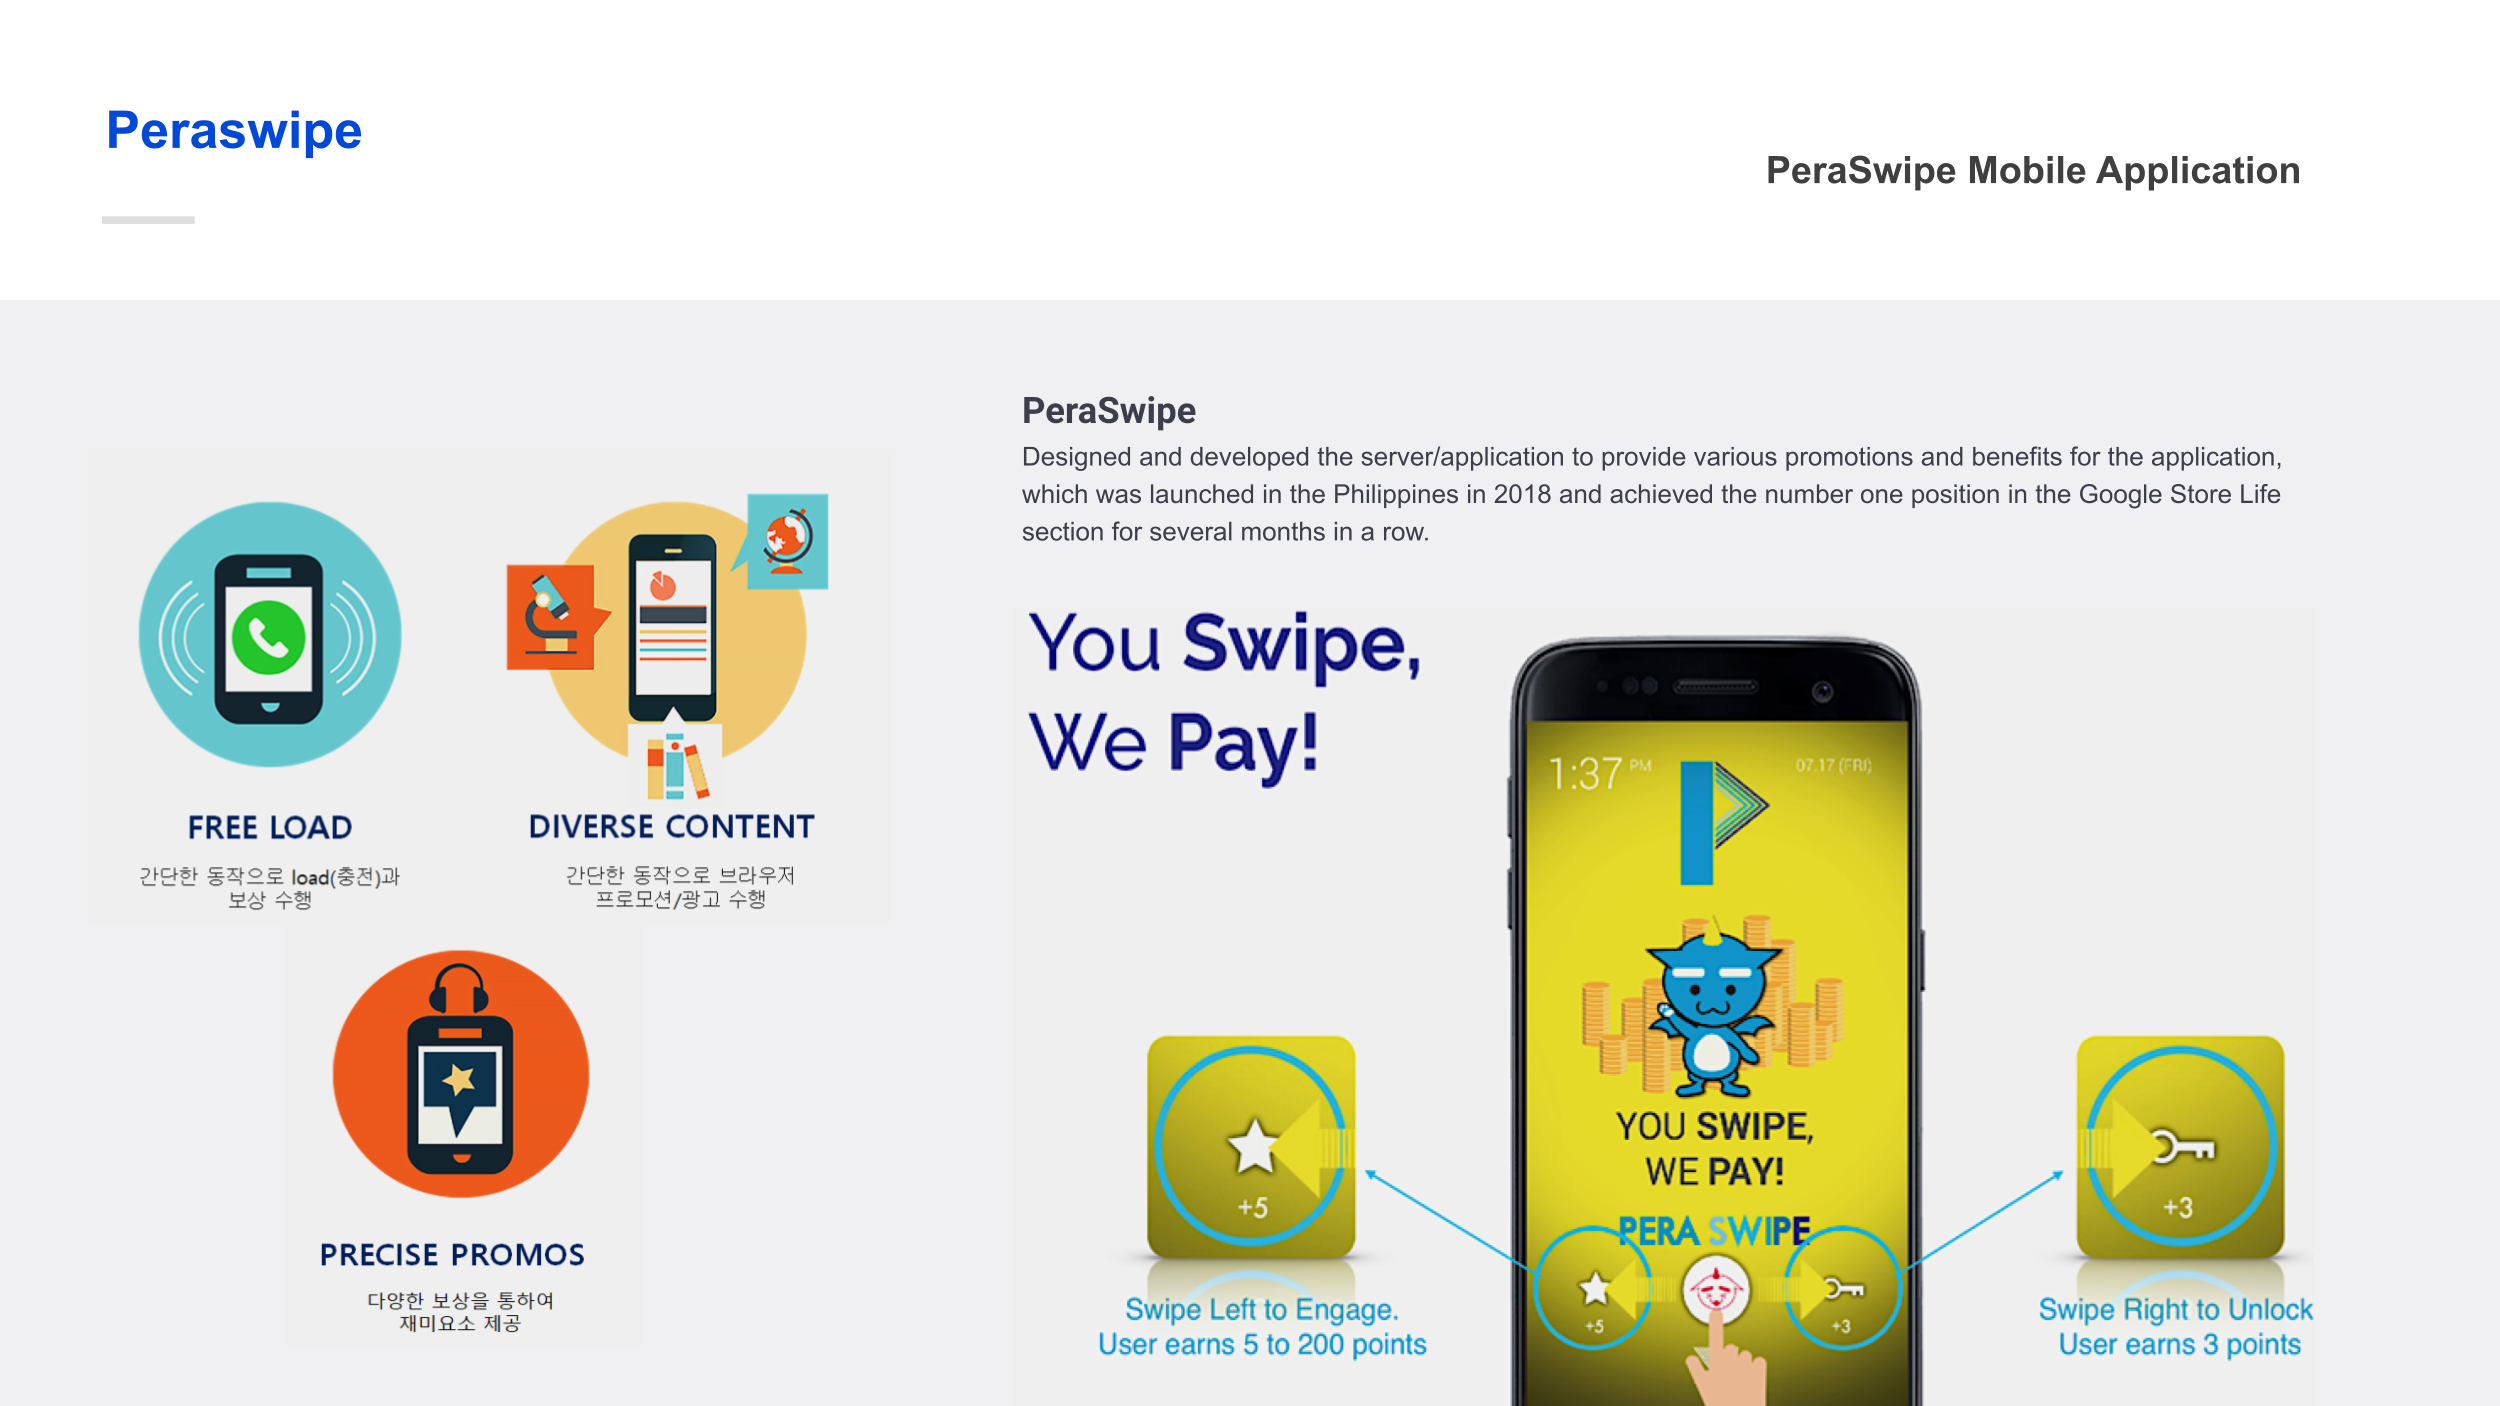 Peraswipe
PeraSwipe Mobile Application
PeraSwipe
Designed and developed the server/application to provide various promotions and benefits for the application,
which was launched in the Philippines in 2018 and achieved the number one position in the Google Store Life
section for several months in a row.
FREE LOAD
간단한 동작으로 load(충전)과
보상 수행
DIVERSE CONTENT
간단한 동작으로 브라우저
프로모션/광고 수행
PRECISE PROMOS
다양한 보상을 통하여
재미요소 제공
You Swipe,
We Pay!
1:37 PM
07.17 (FRI)
YOU SWIPE,
WE PAY!
PERA SWIPE
+5
+3
+5
Swipe Left to Engage.
User earns 5 to 200 points
+3
Swipe Right to Unlock
User earns 3 points